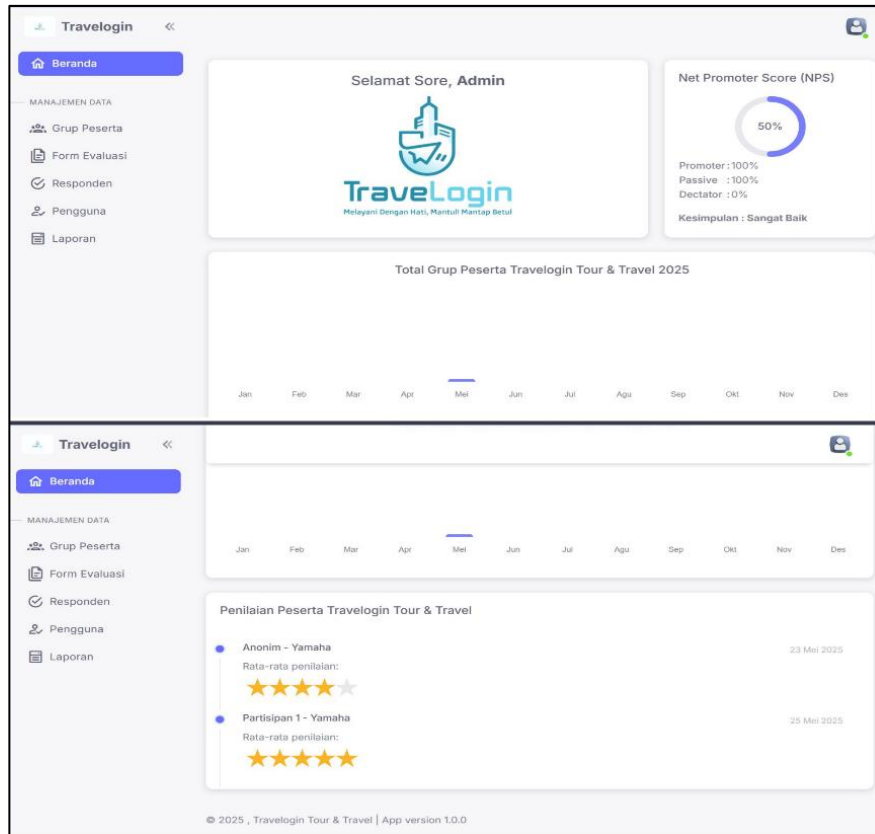 Travelogin
Beranda
MANAJEMEN DATA
Grup Peserta
Form Evaluasi
Responden
Pengguna
Laporan
Selamat Sore, Admin
TraveLogin
Melayani Dengan Hati, Mantull Mantap Betul
Net Promoter Score (NPS)
50%
Promoter :100%
Passive :100%
Dectator :0%
Kesimpulan : Sangat Baik
Total Grup Peserta Travelogin Tour & Travel 2025
Jan Feb Mar Apr Mei Jun Jul Agu Sep Okt Nov Des
Travelogin
Beranda
MANAJEMEN DATA
Grup Peserta
Form Evaluasi
Responden
Pengguna
Laporan
Jan Feb Mar Apr Mei Jun Jul Agu Sep Okt Nov Des
Penilaian Peserta Travelogin Tour & Travel
Anonim - Yamaha 23 Mei 2025
Rata-rata penilaian:
Partisipan 1 - Yamaha 25 Mei 2025
Rata-rata penilaian:
© 2025 , Travelogin Tour & Travel | App version 1.0.0